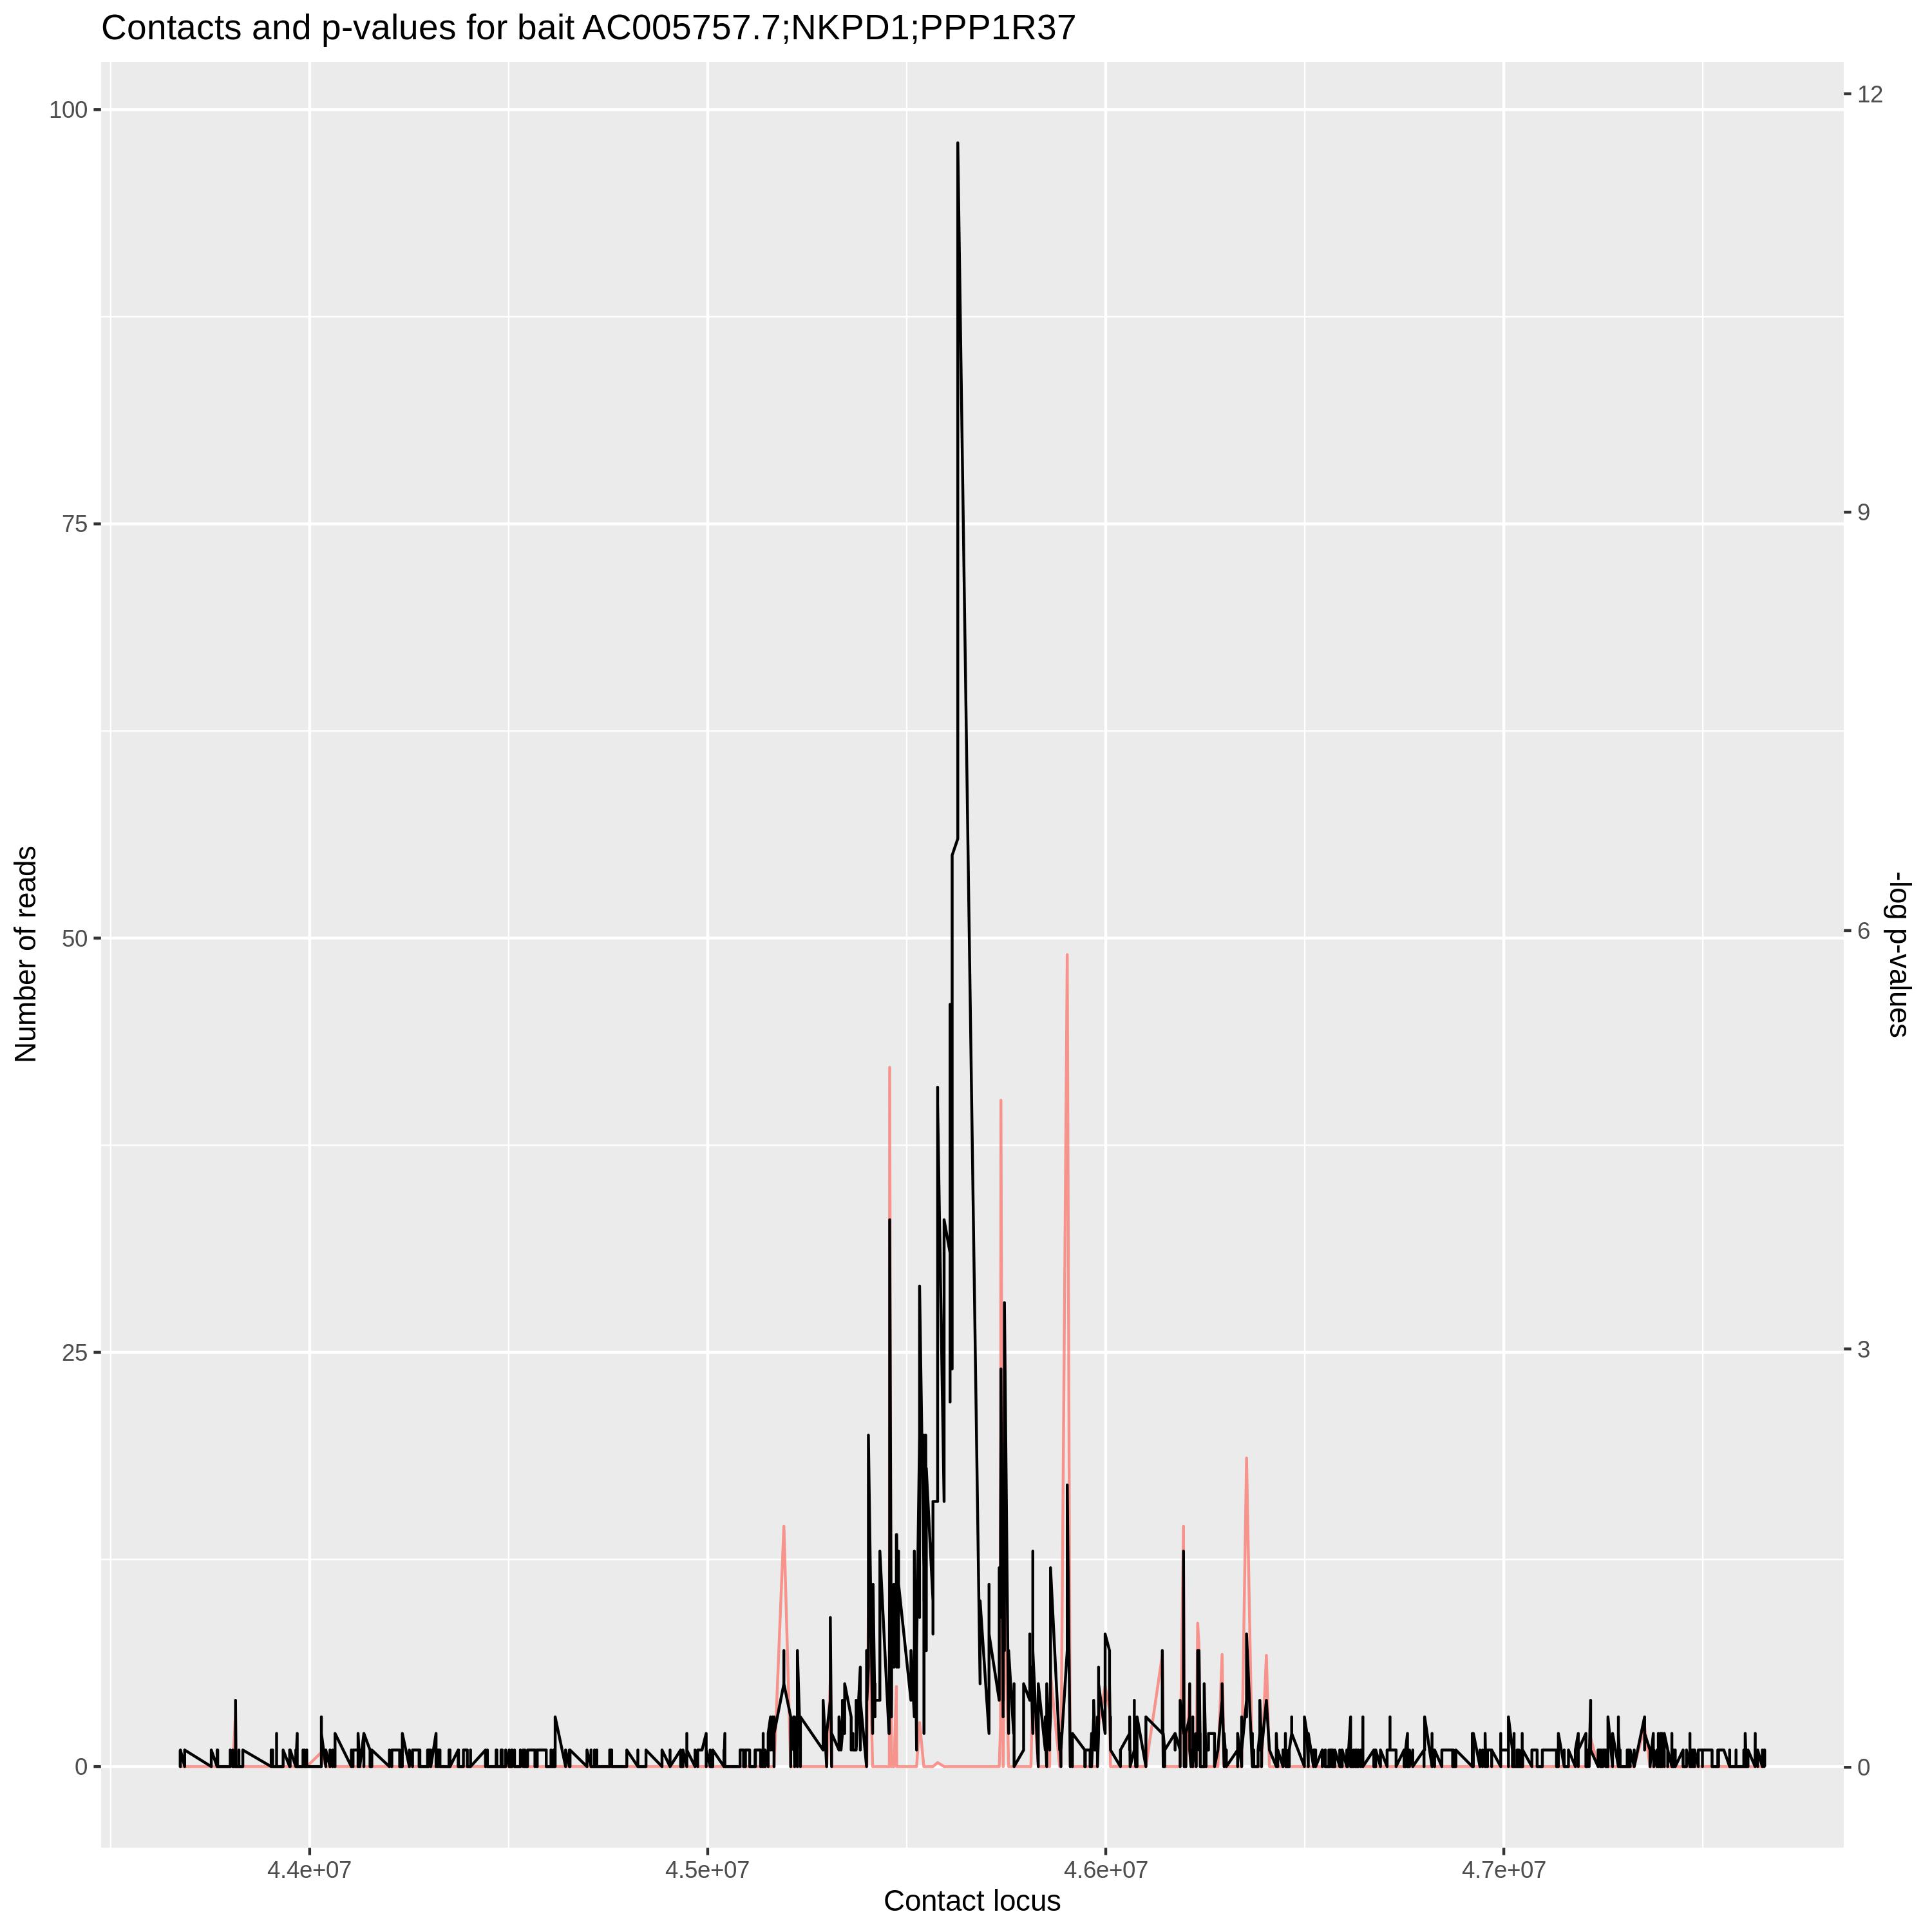 Contacts and p-values for bait AC005757.7;NKPD1;PPP1R37
100
75
50
25
0
Number of reads
12
9
6
3
0
-log p-values
4.4e+07
4.5e+07
4.6e+07
4.7e+07
Contact locus